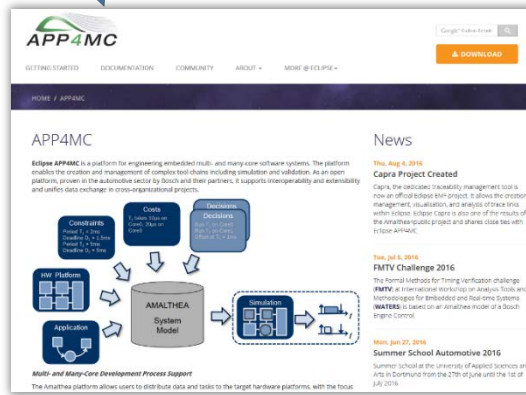 APP4MC
DOWNLOAD
GETTING STARTED
DOCUMENTATION
COMMUNITY
ABOUT
MORE @ ECLIPSE
HOME / APP4MC
APP4MC
Eclipse APP4MC is a platform for engineering embedded multi- and many-core software systems. The platform
enables the creation and management of complex tool chains including simulation and validation. As an open
platform, proven in the automotive sector by Bosch and their partners, it supports interoperability and extensibility
and unifies data exchange in cross-organizational projects.
Constraints
Costs
Decisions
Decisions
HW Platform
Application
AMALTHEA
System
Model
Simulation
Multi- and Many-Core Development Process Support
The Amalthea platform allows users to distribute data and tasks to the target hardware platforms, with the focus
News
Thu, Aug 4, 2016
Capra Project Created
Capra, the dedicated traceability management tool is
now an official Eclipse EMF project. It allows the creation,
management, visualisation, and analysis of trace links
within Eclipse. Eclipse Capra is also one of the results of
the Amalthea4public project and shares close ties with
Eclipse APP4MC.
Tue, Jul 5, 2016
FMTV Challenge 2016
The Formal Methods for Timing Verification challenge
(FMTV) at International Workshop on Analysis Tools and
Methodologies for Embedded and Real-time Systems
(WATERS) is based on an Amalthea model of a Bosch
Engine Control.
Mon, Jun 27, 2016
Summer School Automotive 2016
Summer School at the University of Applied Sciences and
Arts in Dortmund from the 27th of June until the 1st of
July 2016